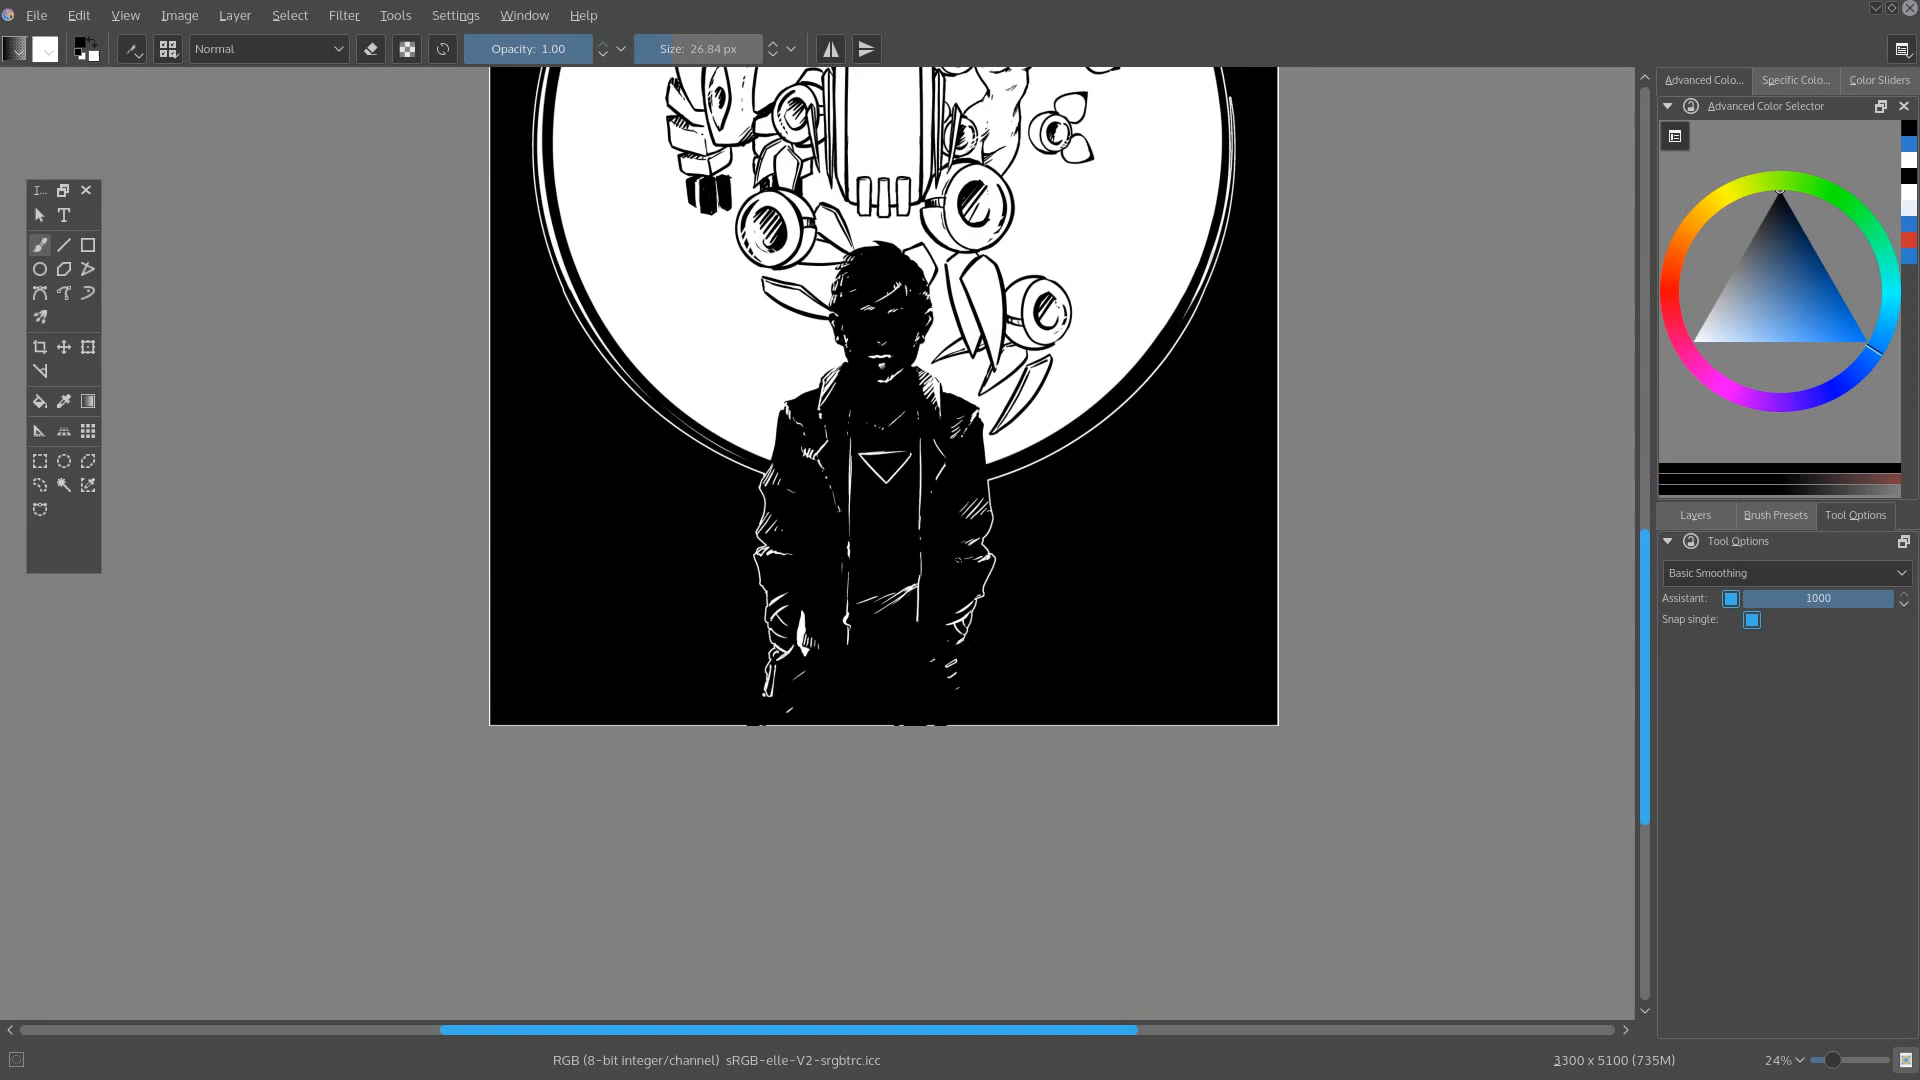 File Edit View Image Layer Select Filter Tools Settings Window Help
Normal Opacity: 1.00 Size: 26.84 px
Advanced Colo... Specific Colo... Color Sliders
Advanced Color Selector
I...
T
Layers Brush Presets Tool Options
Tool Options
Basic Smoothing
Assistant: 1000
Snap single:
RGB (8-bit integer/channel) sRGB-elle-V2-srgbtrc.icc 3300 x 5100 (735M) 24%